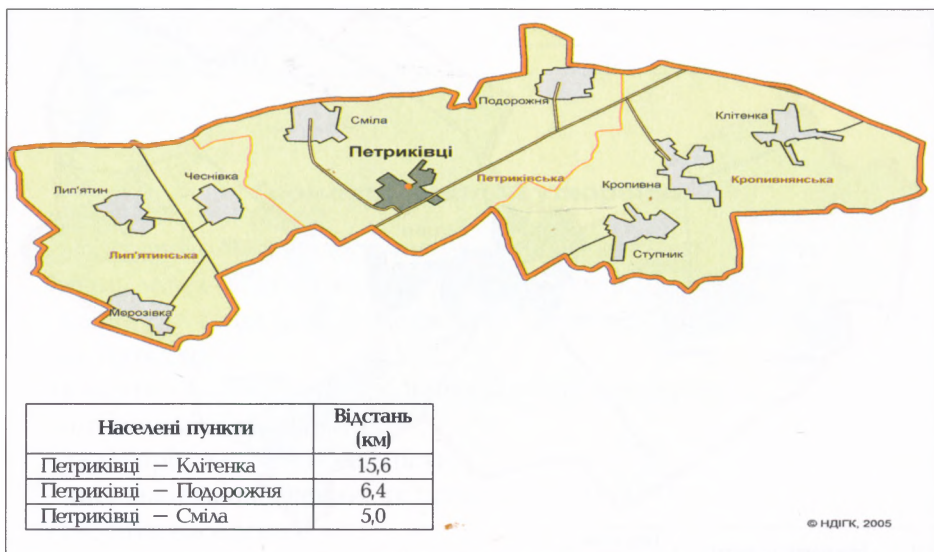 Подорожня
Сміла
Клітенка
Петриківці
Лип'ятин
Чеснівка
Петриківська
Кропивна
Кропивнянська
Лип'ятинська
Ступник
Морозівка
Населені пункти
Відстань (км)
Петриківці — Клітенка 15,6
Петриківці — Подорожня 6,4
Петриківці — Сміла 5,0
© НДІГК, 2005